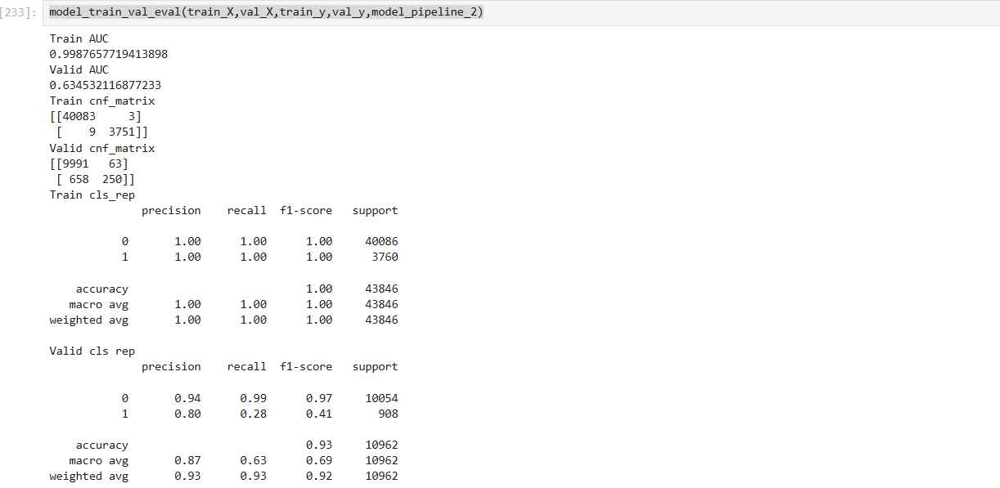 [233]: model_train_val_eval(train_X,val_X,train_y,val_y,model_pipeline_2)
Train AUC
0.9987657719413898
Valid AUC
0.634532116877233
Train cnf_matrix
[[40083     3]
 [    9  3751]]
Valid cnf_matrix
[[9991   63]
 [ 658  250]]
Train cls_rep
              precision    recall  f1-score   support

           0       1.00      1.00      1.00     40086
           1       1.00      1.00      1.00      3760

    accuracy                           1.00     43846
   macro avg       1.00      1.00      1.00     43846
weighted avg       1.00      1.00      1.00     43846

Valid cls rep
              precision    recall  f1-score   support

           0       0.94      0.99      0.97     10054
           1       0.80      0.28      0.41       908

    accuracy                           0.93     10962
   macro avg       0.87      0.63      0.69     10962
weighted avg       0.93      0.93      0.92     10962